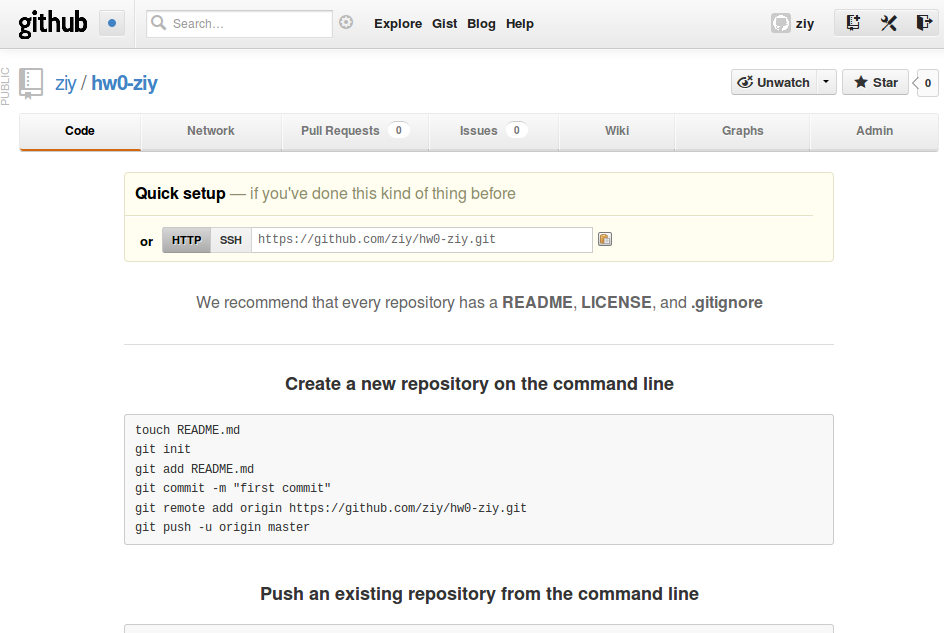 github Search... Explore Gist Blog Help ziy
PUBLIC
ziy / hw0-ziy Unwatch Star 0
Code Network Pull Requests 0 Issues 0 Wiki Graphs Admin
Quick setup — if you've done this kind of thing before
or HTTP SSH https://github.com/ziy/hw0-ziy.git
We recommend that every repository has a README, LICENSE, and .gitignore
Create a new repository on the command line
touch README.md
git init
git add README.md
git commit -m "first commit"
git remote add origin https://github.com/ziy/hw0-ziy.git
git push -u origin master
Push an existing repository from the command line